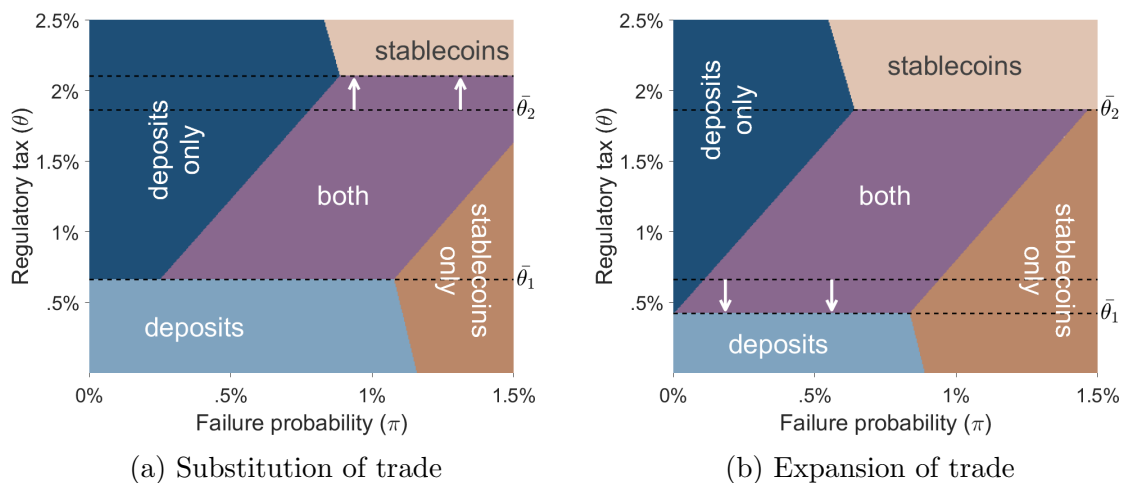 2.5%
2%
1.5%
1%
.5%
Regulatory tax (θ)
deposits
only
stablecoins
both
stablecoins
only
deposits
θ̄₂
θ̄₁
0%
.5%
1%
1.5%
Failure probability (π)
(a) Substitution of trade
2.5%
2%
1.5%
1%
.5%
Regulatory tax (θ)
deposits
only
stablecoins
both
stablecoins
only
deposits
θ̄₂
θ̄₁
0%
.5%
1%
1.5%
Failure probability (π)
(b) Expansion of trade